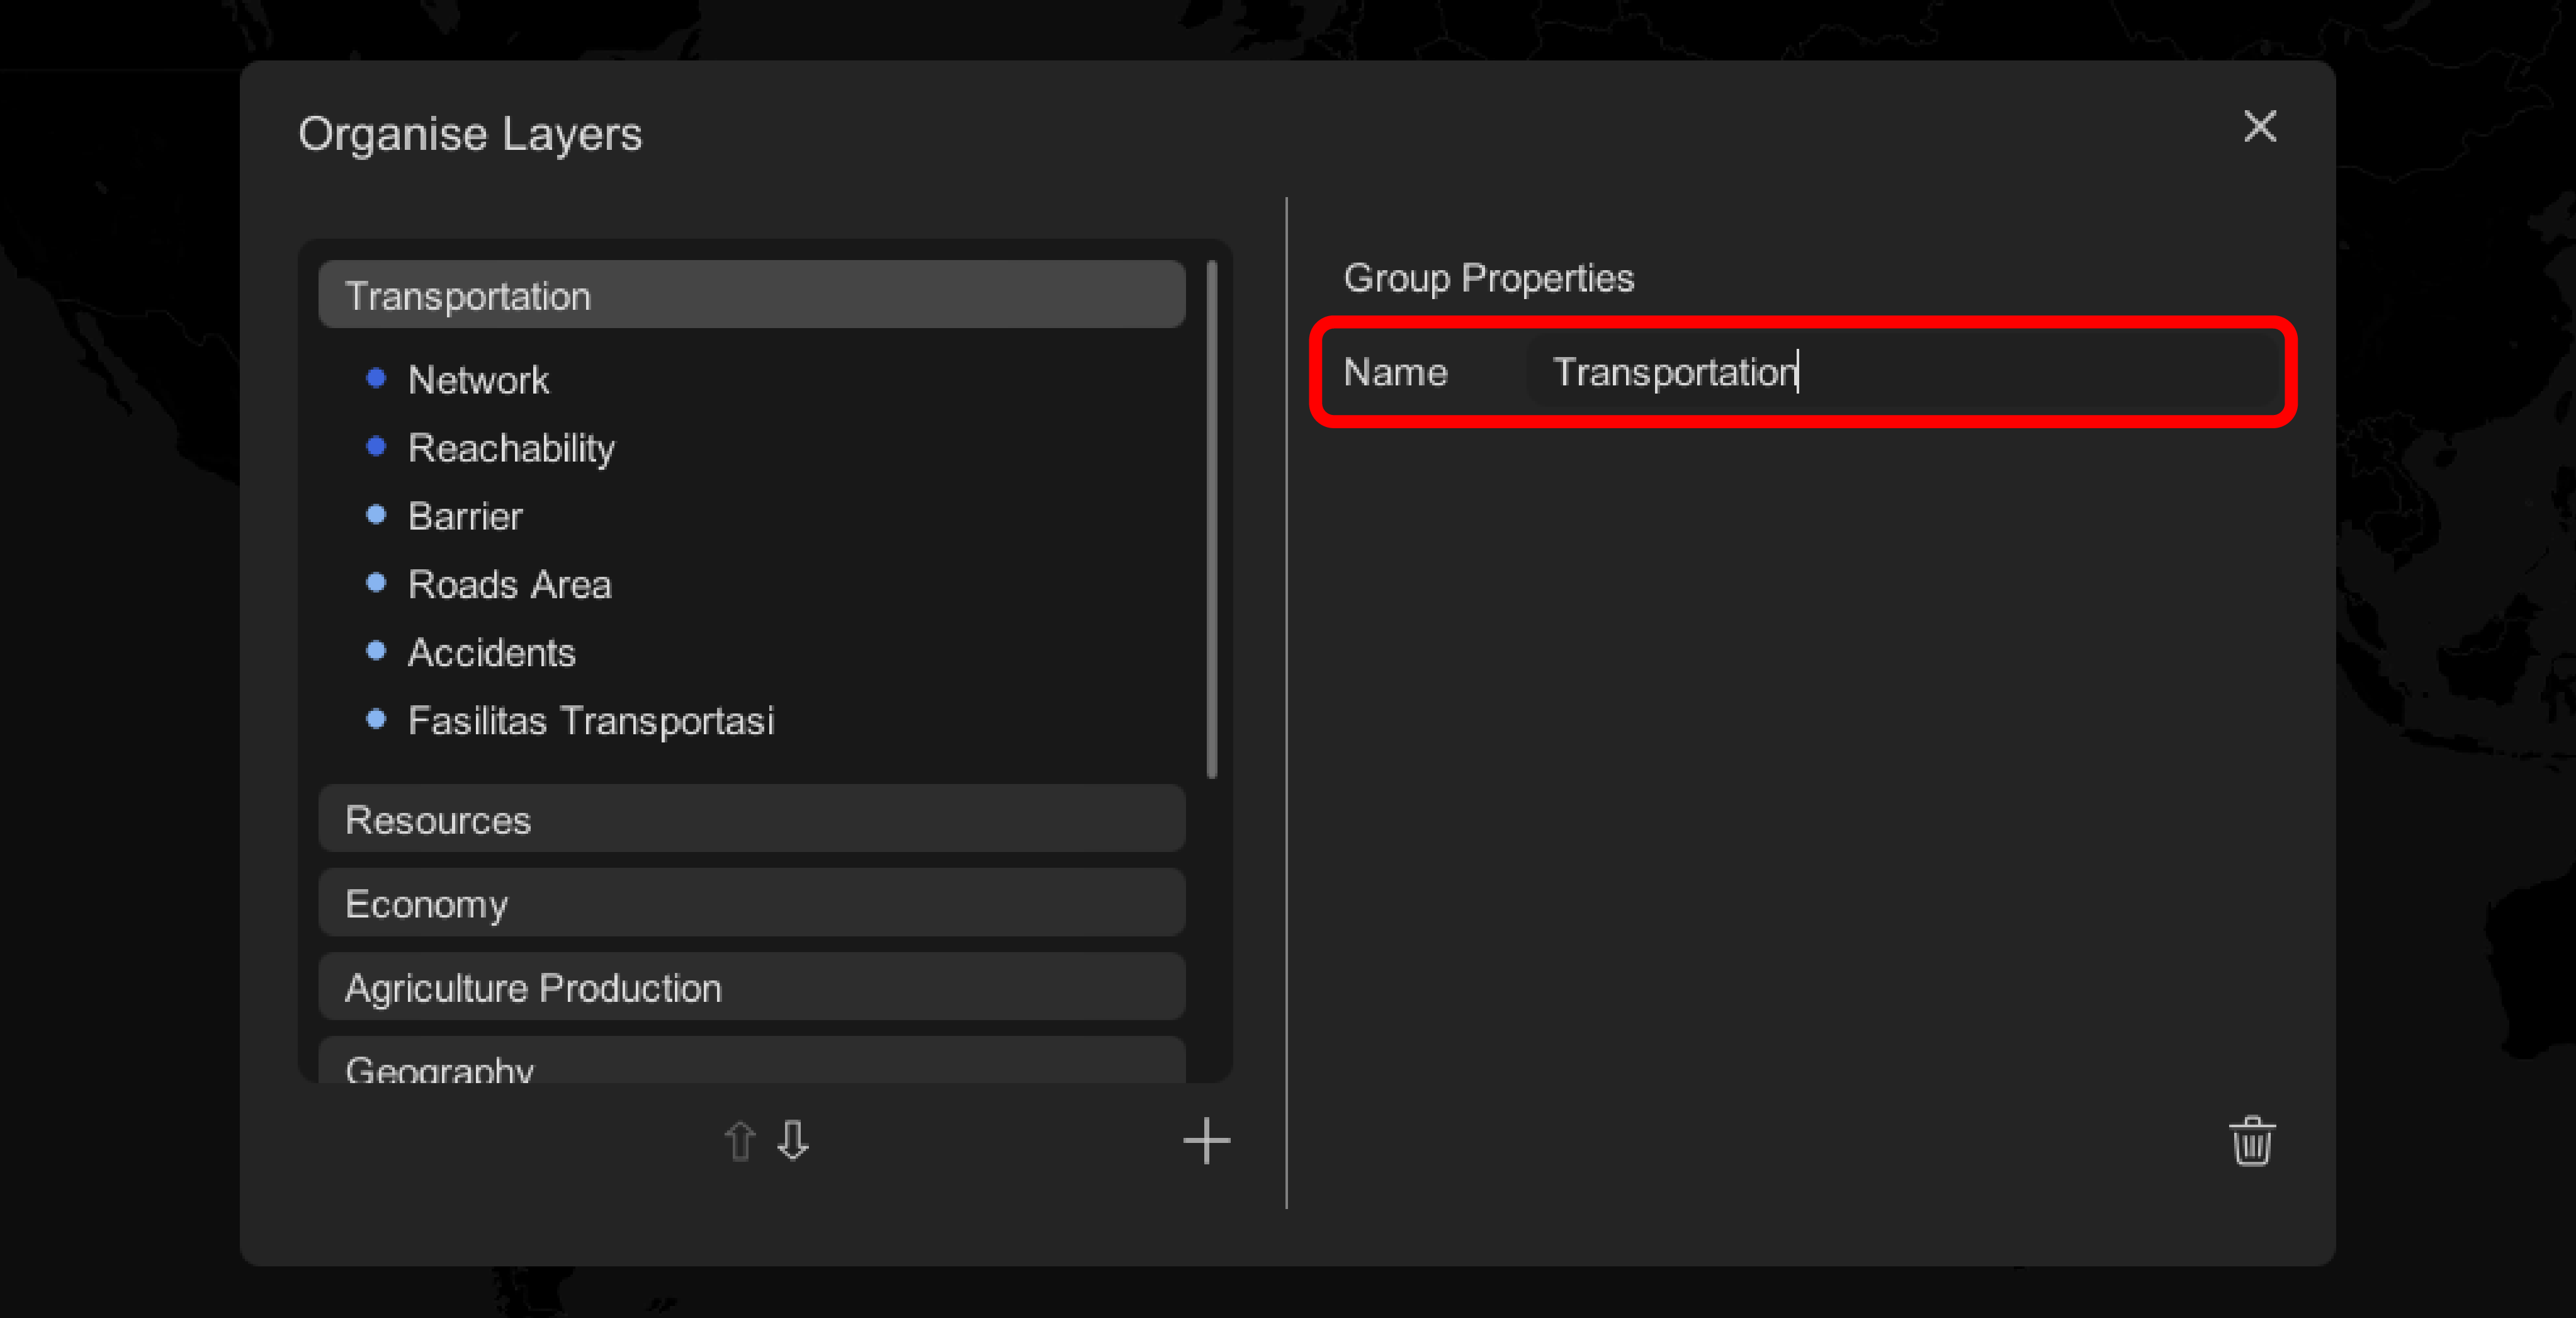 Organise Layers
Transportation
Network
Reachability
Barrier
Roads Area
Accidents
Fasilitas Transportasi
Resources
Economy
Agriculture Production
Geography
Group Properties
Name Transportation